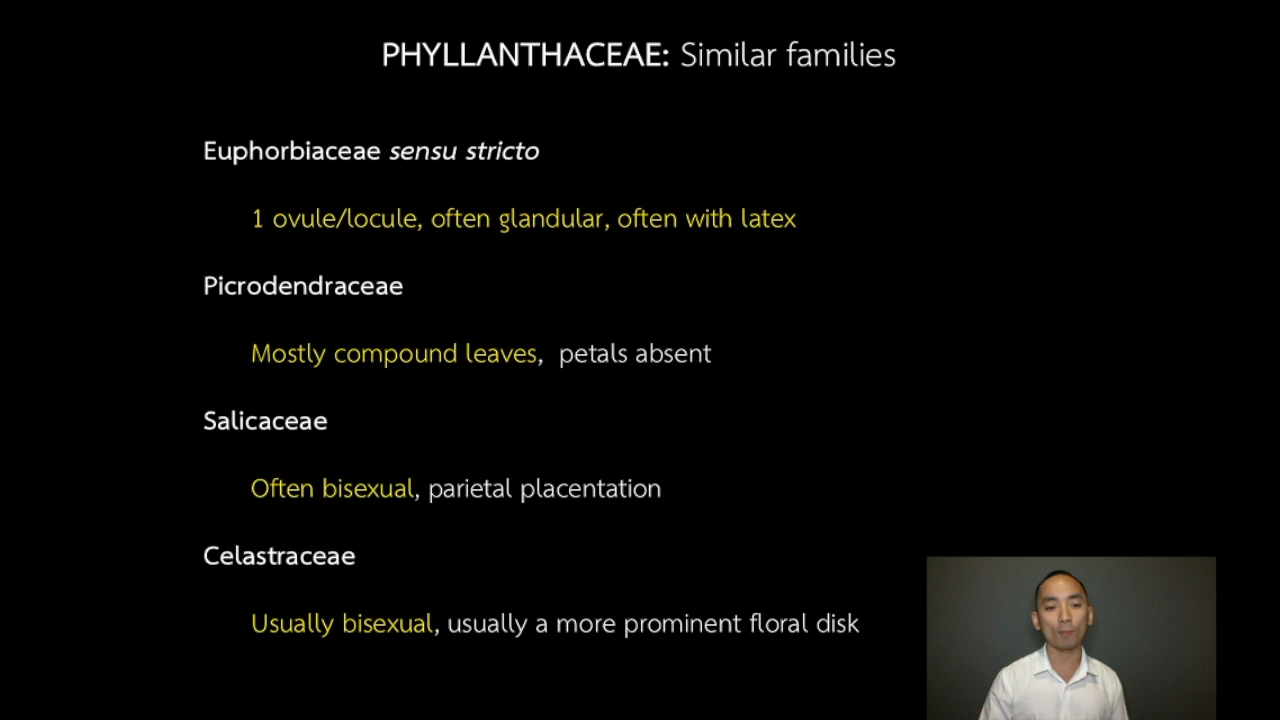 PHYLLANTHACEAE: Similar families
Euphorbiaceae sensu stricto
1 ovule/locule, often glandular, often with latex
Picrodendraceae
Mostly compound leaves, petals absent
Salicaceae
Often bisexual, parietal placentation
Celastraceae
Usually bisexual, usually a more prominent floral disk